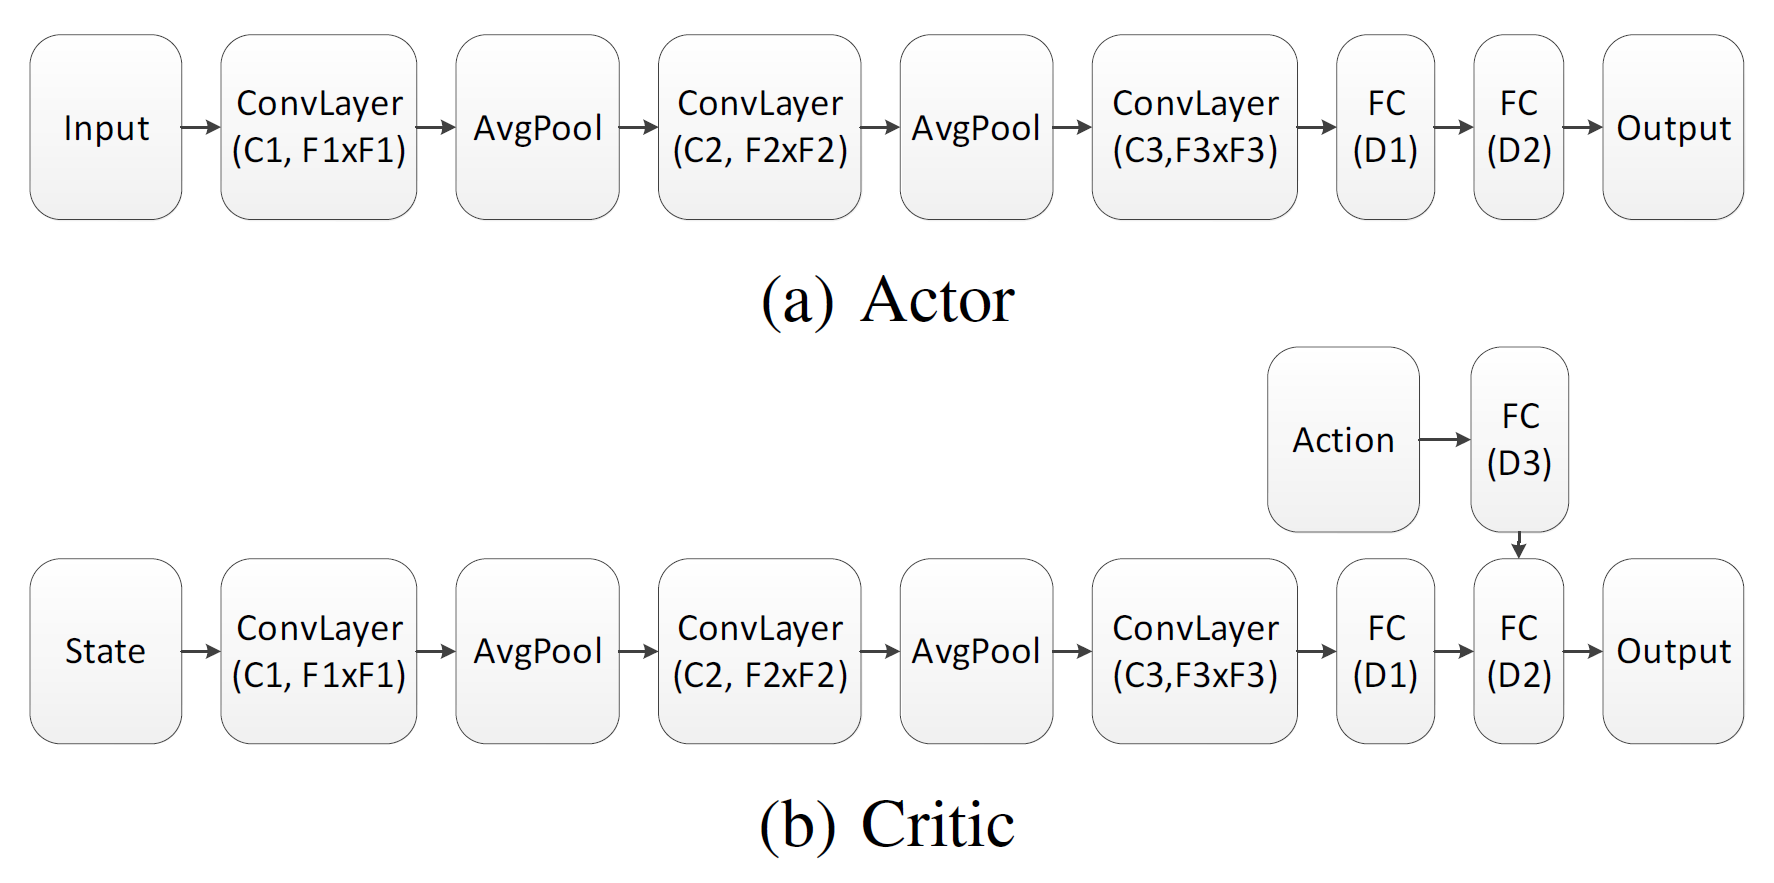 Input
ConvLayer
(C1, F1xF1)
AvgPool
ConvLayer
(C2, F2xF2)
AvgPool
ConvLayer
(C3,F3xF3)
FC
(D1)
FC
(D2)
Output
(a) Actor
Action
FC
(D3)
State
ConvLayer
(C1, F1xF1)
AvgPool
ConvLayer
(C2, F2xF2)
AvgPool
ConvLayer
(C3,F3xF3)
FC
(D1)
FC
(D2)
Output
(b) Critic